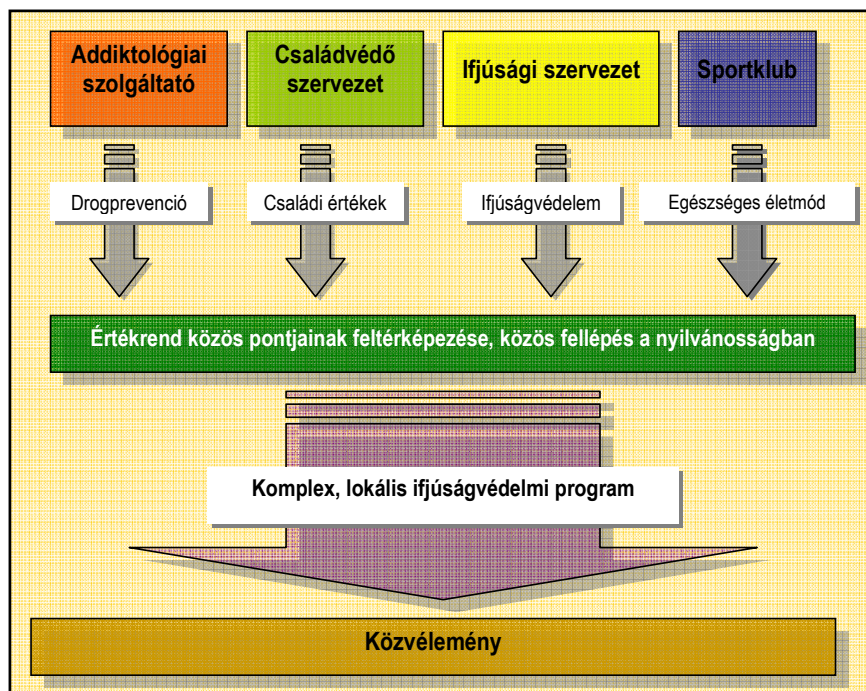 Addiktológiai
szolgáltató
Családvédő
szervezet
Ifjúsági szervezet
Sportklub
Drogprevenció
Családi értékek
Ifjúságvédelem
Egészséges életmód
Értékrend közös pontjainak feltérképezése, közös fellépés a nyilvánosságban
Komplex, lokális ifjúságvédelmi program
Közvélemény